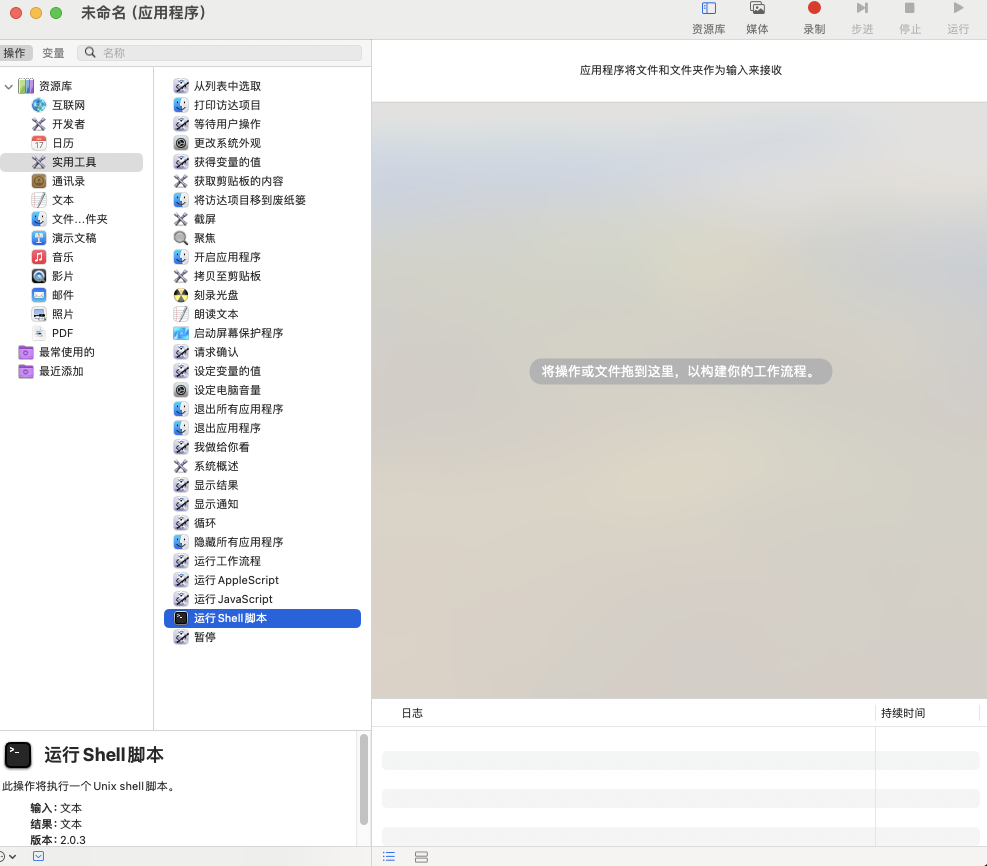 未命名 (应用程序)
资源库
媒体
录制
步进
停止
运行
操作
变量
名称
资源库
互联网
开发者
17
日历
实用工具
通讯录
文本
文件…件夹
演示文稿
音乐
影片
邮件
照片
PDF
最常使用的
最近添加
从列表中选取
打印访达项目
等待用户操作
更改系统外观
获得变量的值
获取剪贴板的内容
将访达项目移到废纸篓
截屏
聚焦
开启应用程序
拷贝至剪贴板
刻录光盘
朗读文本
启动屏幕保护程序
请求确认
设定变量的值
设定电脑音量
退出所有应用程序
退出应用程序
我做给你看
系统概述
显示结果
显示通知
循环
隐藏所有应用程序
运行工作流程
运行 AppleScript
运行 JavaScript
运行 Shell 脚本
暂停
应用程序将文件和文件夹作为输入来接收
将操作或文件拖到这里，以构建你的工作流程。
日志
持续时间
运行 Shell 脚本
此操作将执行一个 Unix shell 脚本。
输入：文本
结果：文本
版本：2.0.3